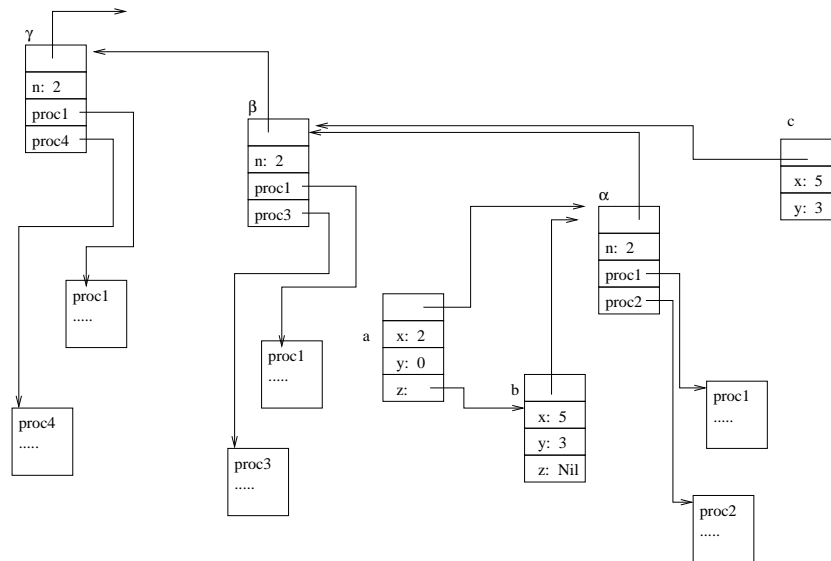 γ
n: 2
proc1
proc4
proc1
.....
proc4
.....
β
n: 2
proc1
proc3
proc1
.....
proc3
.....
a
x: 2
y: 0
z:
b
x: 5
y: 3
z: Nil
α
n: 2
proc1
proc2
proc1
.....
proc2
.....
c
x: 5
y: 3